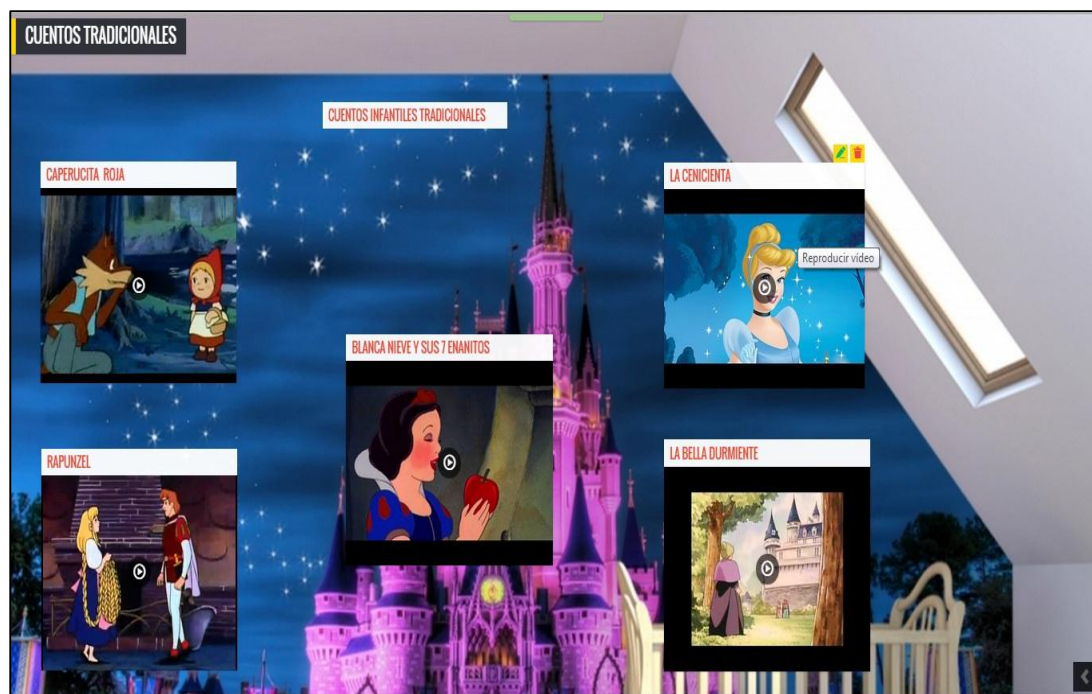 CUENTOS TRADICIONALES
CUENTOS INFANTILES TRADICIONALES
CAPERUCITA ROJA
LA CENICIENTA
Reproducir vídeo
BLANCA NIEVE Y SUS 7 ENANITOS
RAPUNZEL
LA BELLA DURMIENTE